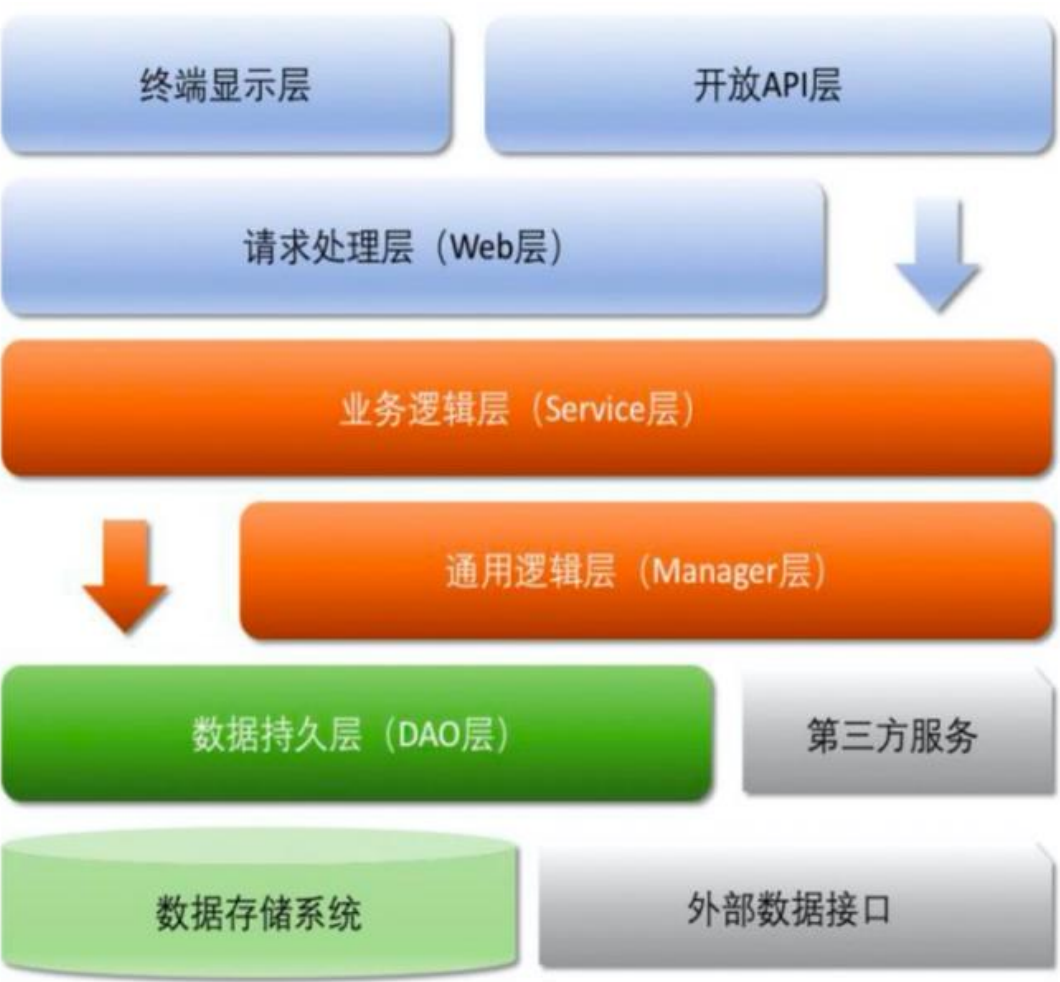 终端显示层
开放API层
请求处理层（Web层）
业务逻辑层（Service层）
通用逻辑层（Manager层）
数据持久层（DAO层）
第三方服务
数据存储系统
外部数据接口